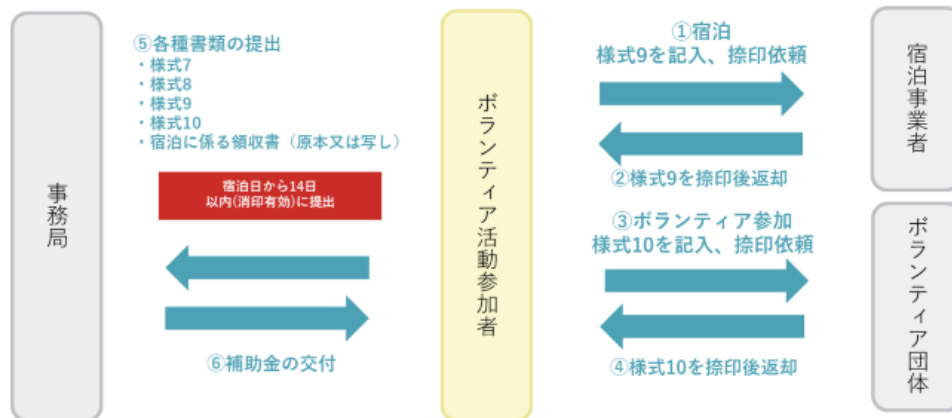 事務局
⑤各種書類の提出
・様式7
・様式8
・様式9
・様式10
・宿泊に係る領収書（原本又は写し）
宿泊日から14日
以内(消印有効)に提出
⑥補助金の交付
ボランティア活動参加者
①宿泊
様式9を記入、捺印依頼
②様式9を捺印後返却
③ボランティア参加
様式10を記入、捺印依頼
④様式10を捺印後返却
宿泊事業者
ボランティア団体